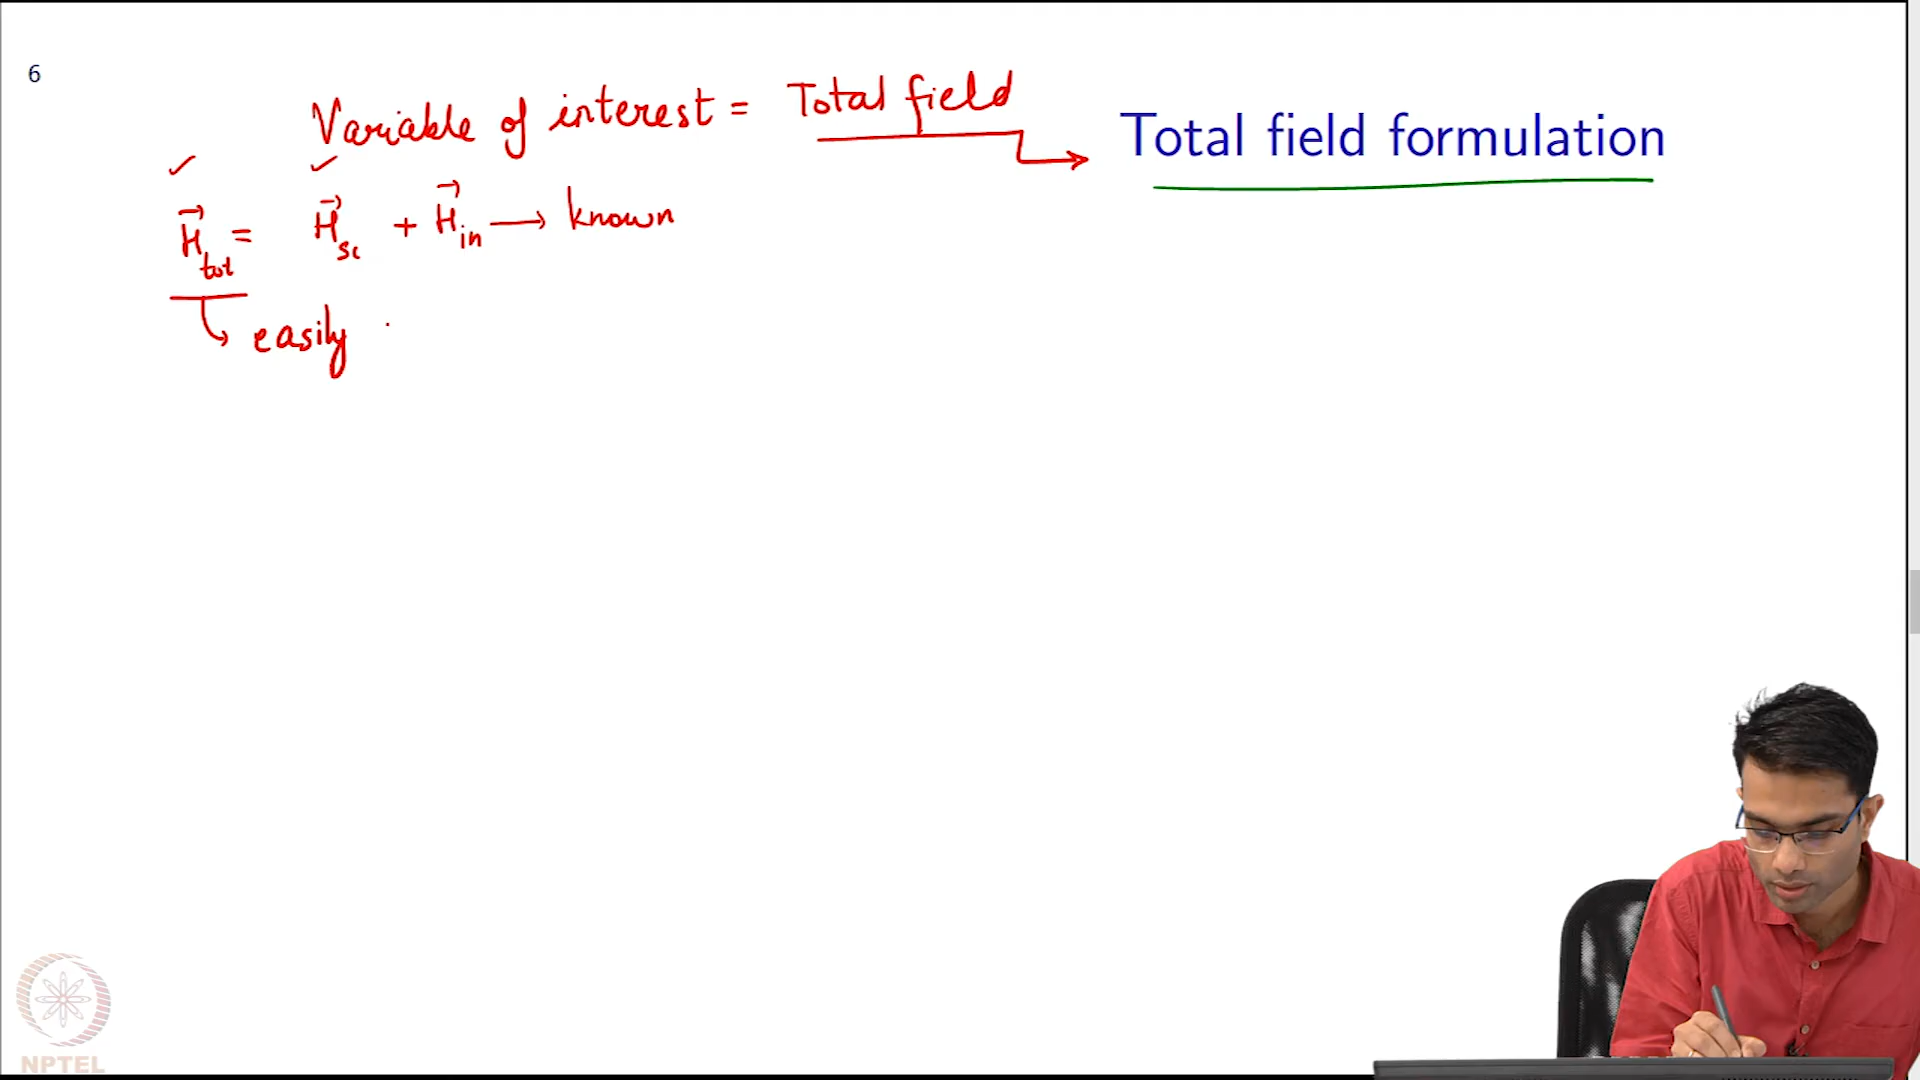 6
Variable of interest = Total field
Total field formulation
H⃗tot = H⃗sc + H⃗in → known
easily
NPTEL